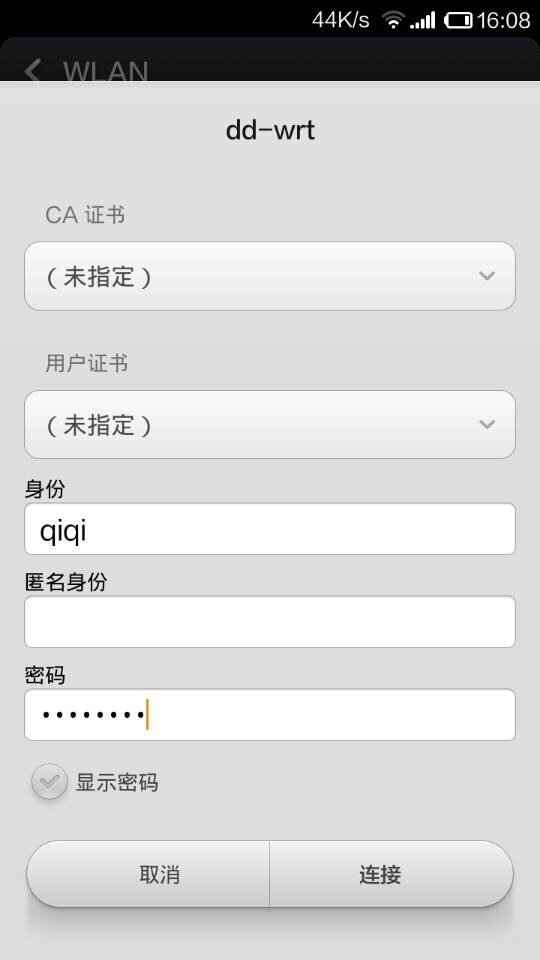 44K/s 16:08
WLAN
dd-wrt
CA 证书
（未指定）
用户证书
（未指定）
身份
qiqi
匿名身份
密码
••••••••
显示密码
取消 连接